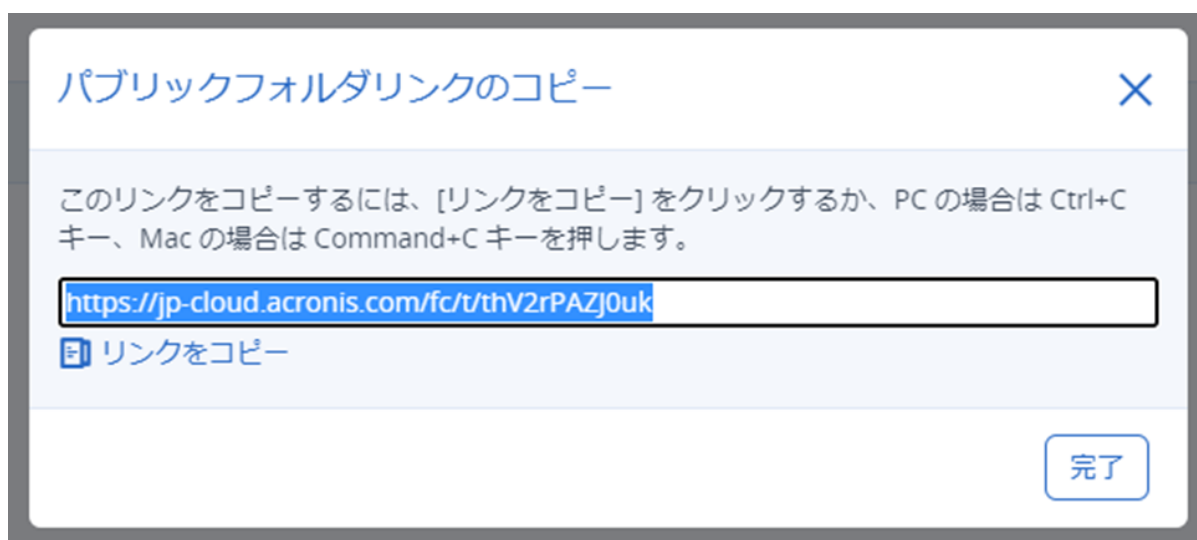 パブリックフォルダリンクのコピー
このリンクをコピーするには、[リンクをコピー] をクリックするか、PC の場合は Ctrl+C
キー、Mac の場合は Command+C キーを押します。
https://jp-cloud.acronis.com/fc/t/thV2rPAZJ0uk
リンクをコピー
完了